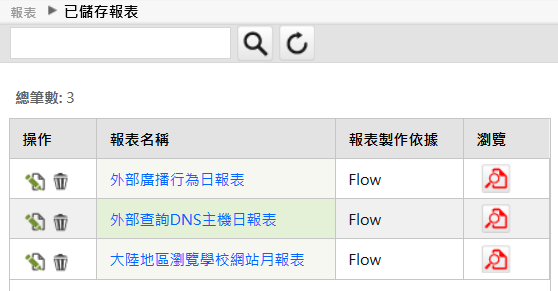 報表 ▶ 已儲存報表
總筆數: 3
操作 報表名稱 報表製作依據 瀏覽
外部廣播行為日報表 Flow
外部查詢DNS主機日報表 Flow
大陸地區瀏覽學校網站月報表 Flow